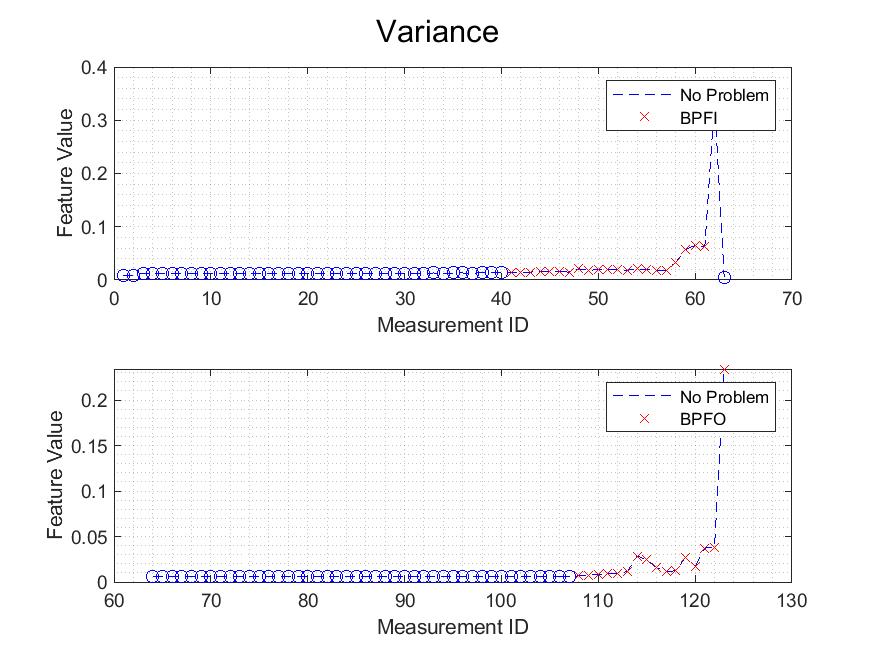 Variance
0.4
0.3
0.2
0.1
0
Feature Value
No Problem
BPFI
0 10 20 30 40 50 60 70
Measurement ID
0.2
0.15
0.1
0.05
0
Feature Value
No Problem
BPFO
60 70 80 90 100 110 120 130
Measurement ID